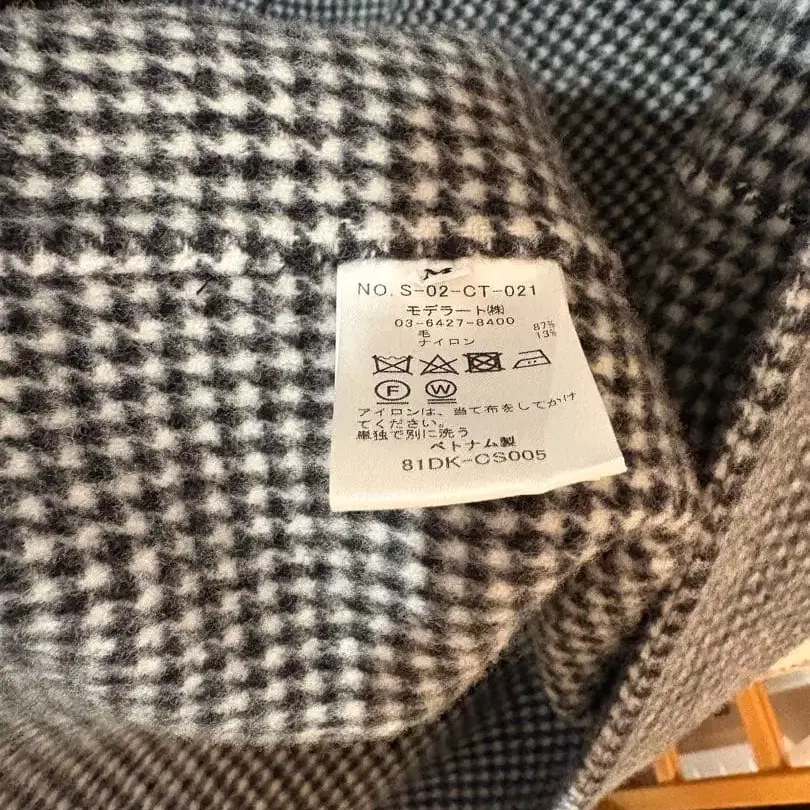 NO. S-02-CT-021
モデラート㈱
03-6427-8400
毛 87%
ナイロン 13%
F W
アイロンは、当て布をしてかけ
てください。
単独で別に洗う
ベトナム製
81DK-CS005